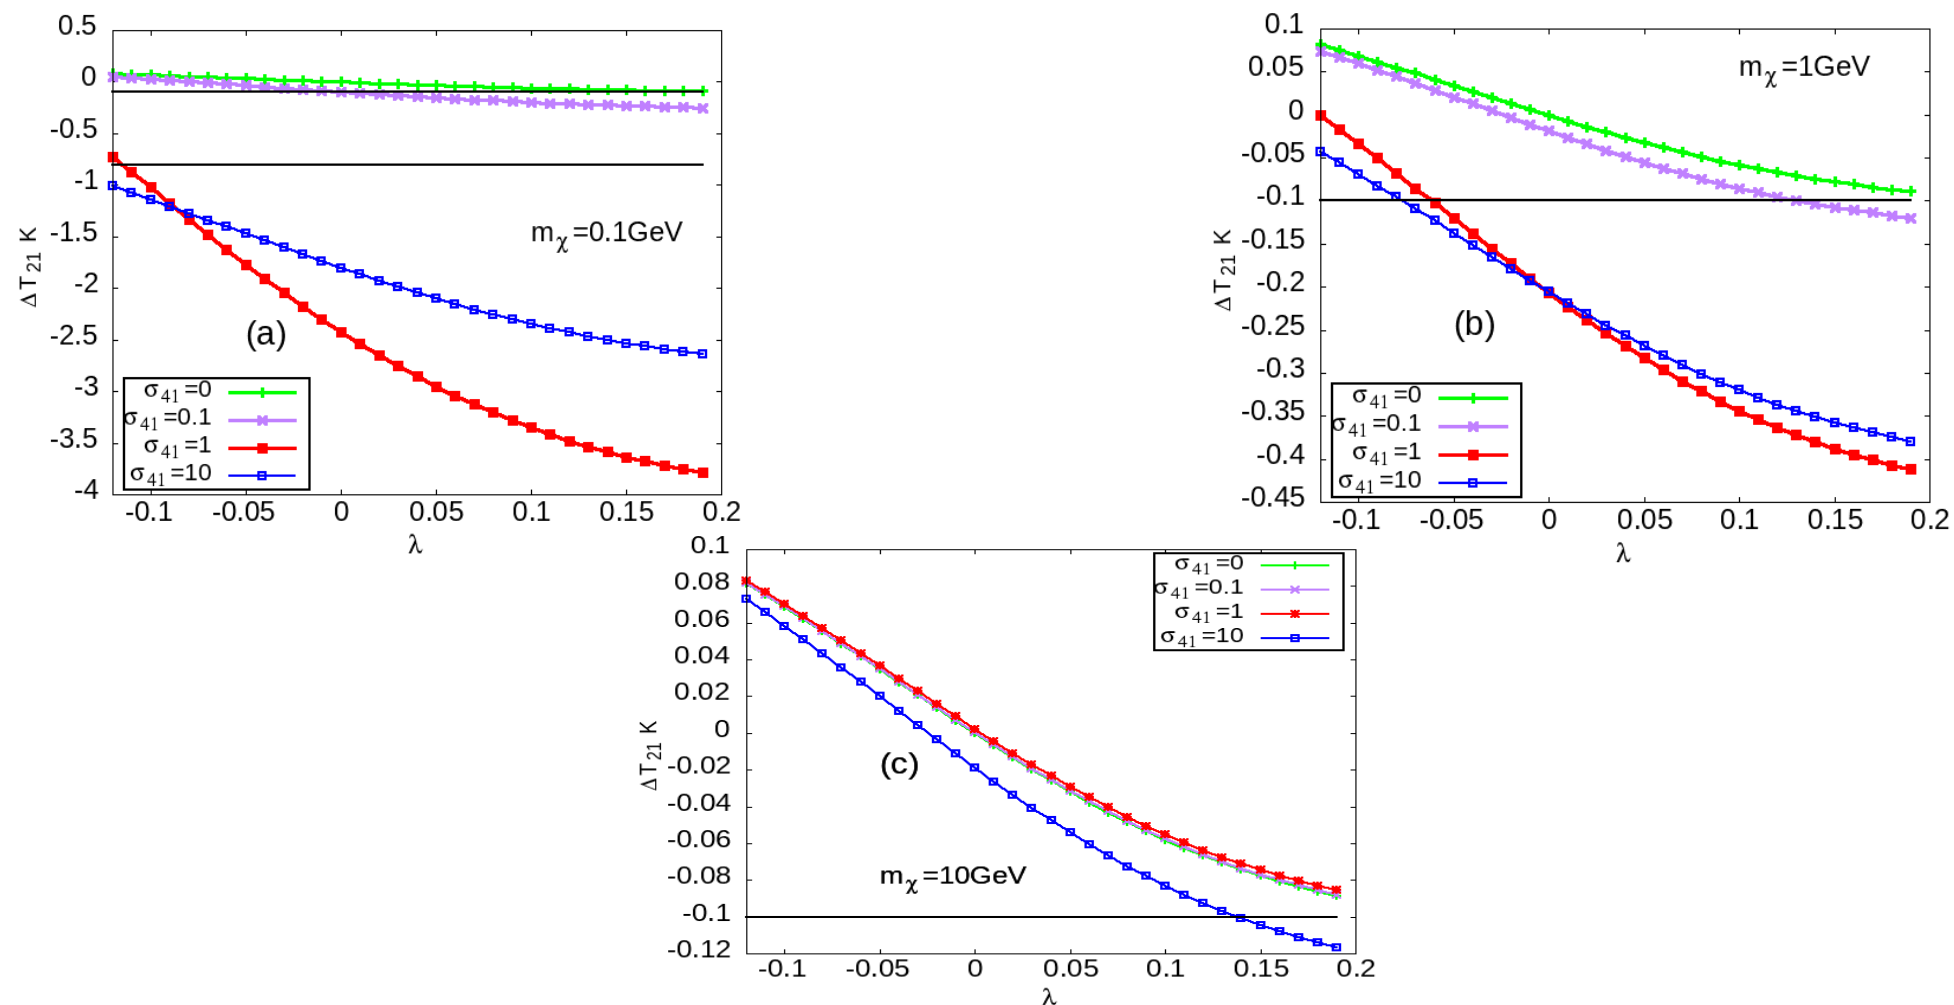 0.5
0
-0.5
-1
-1.5
-2
-2.5
-3
-3.5
-4
ΔT21 K
mχ=0.1GeV
(a)
σ41=0
σ41=0.1
σ41=1
σ41=10
-0.1 -0.05 0 0.05 0.1 0.15 0.2
λ
0.1
0.05
0
-0.05
-0.1
-0.15
-0.2
-0.25
-0.3
-0.35
-0.4
-0.45
ΔT21 K
mχ=1GeV
(b)
σ41=0
σ41=0.1
σ41=1
σ41=10
-0.1 -0.05 0 0.05 0.1 0.15 0.2
λ
0.1
0.08
0.06
0.04
0.02
0
-0.02
-0.04
-0.06
-0.08
-0.1
-0.12
ΔT21 K
σ41=0
σ41=0.1
σ41=1
σ41=10
(c)
mχ=10GeV
-0.1 -0.05 0 0.05 0.1 0.15 0.2
λ